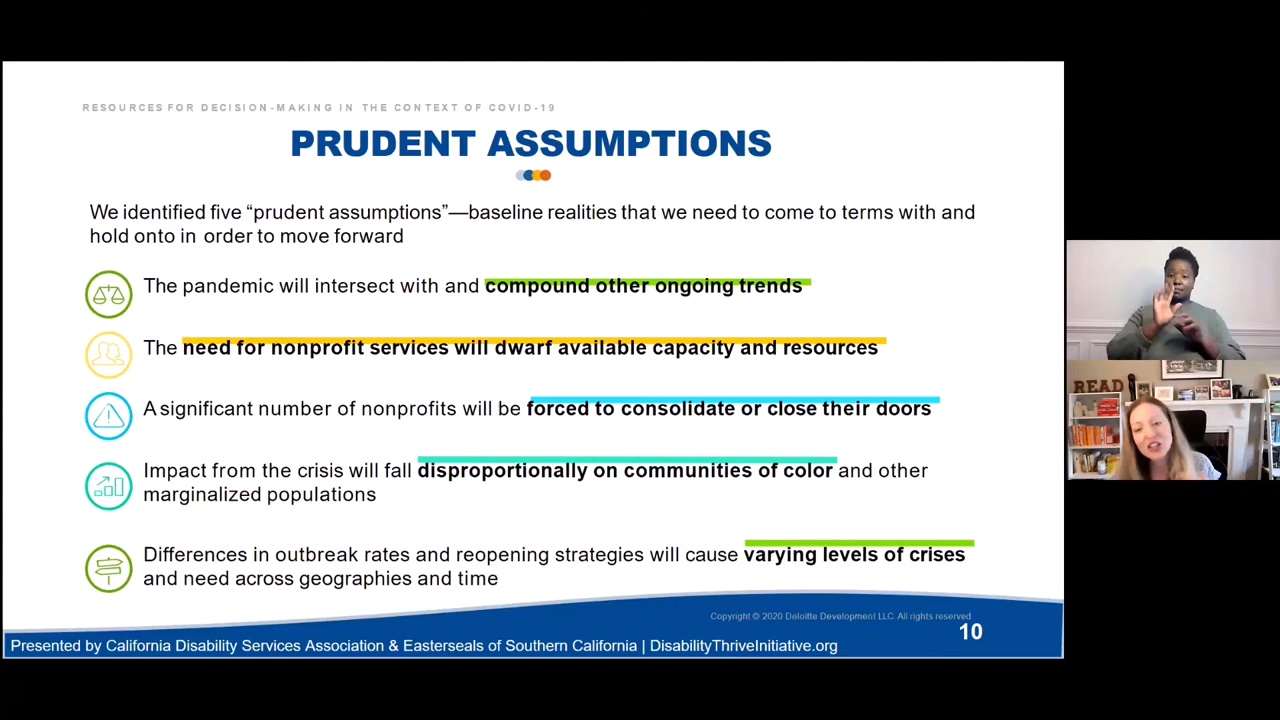 RESOURCES FOR DECISION-MAKING IN THE CONTEXT OF COVID-19
PRUDENT ASSUMPTIONS
We identified five “prudent assumptions”—baseline realities that we need to come to terms with and
hold onto in order to move forward
The pandemic will intersect with and compound other ongoing trends
The need for nonprofit services will dwarf available capacity and resources
A significant number of nonprofits will be forced to consolidate or close their doors
Impact from the crisis will fall disproportionally on communities of color and other
marginalized populations
Differences in outbreak rates and reopening strategies will cause varying levels of crises
and need across geographies and time
Copyright © 2020 Deloitte Development LLC. All rights reserved
10
Presented by California Disability Services Association & Easterseals of Southern California | DisabilityThriveInitiative.org
READ